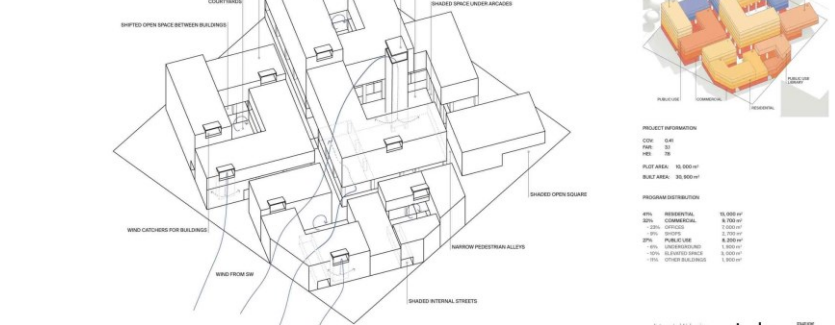 COURTYARDS
SHADED SPACE UNDER ARCADES
SHIFTED OPEN SPACE BETWEEN BUILDINGS
PUBLIC USE
LIBRARY
PUBLIC USE
COMMERCIAL
RESIDENTIAL
PROJECT INFORMATION
PLOT AREA: 15, 000 m²
BUILT AREA: 30, 900 m²
SHADED OPEN SQUARE
PROGRAM DISTRIBUTION
41% RESIDENTIAL
32% COMMERCIAL 9,700 m²
OFFICES 7,000 m²
SHOPS 2,700 m²
27% PUBLIC USE 8,200 m²
UNDERGROUND
ELEVATED SPACE
OTHER BUILDINGS
WIND CATCHERS FOR BUILDINGS
NARROW PEDESTRIAN ALLEYS
WIND FROM SW
SHADED INTERNAL STREETS